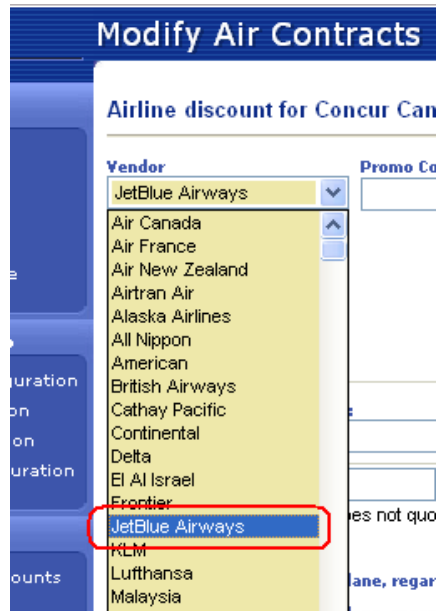 Modify Air Contracts
Airline discount for Concur Can
Vendor
Promo Co
JetBlue Airways
Air Canada
Air France
Air New Zealand
Airtran Air
Alaska Airlines
All Nippon
American
British Airways
Cathay Pacific
Continental
Delta
El Al Israel
Frontier
JetBlue Airways
KLM
Lufthansa
Malaysia
e
uration
on
on
uration
ounts
es not quo
lane, regar